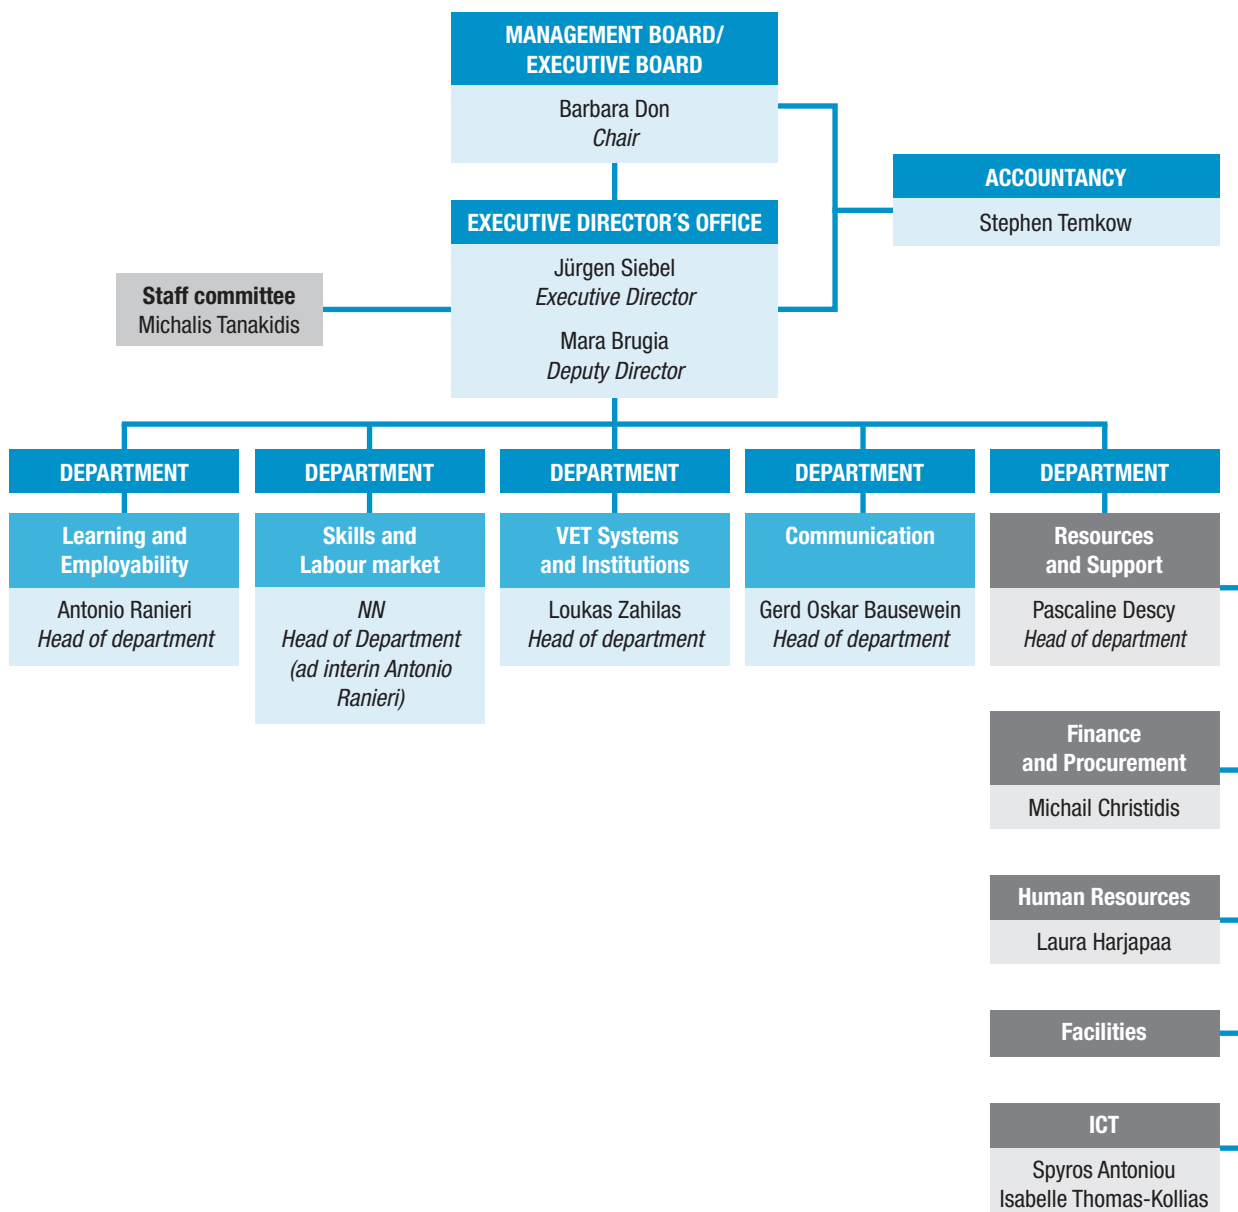 MANAGEMENT BOARD/
EXECUTIVE BOARD
Barbara Don
Chair
ACCOUNTANCY
Stephen Temkow
EXECUTIVE DIRECTOR´S OFFICE
Jürgen Siebel
Executive Director
Mara Brugia
Deputy Director
Staff committee
Michalis Tanakidis
DEPARTMENT
Learning and
Employability
Antonio Ranieri
Head of department
DEPARTMENT
Skills and
Labour market
NN
Head of Department
(ad interin Antonio
Ranieri)
DEPARTMENT
VET Systems
and Institutions
Loukas Zahilas
Head of department
DEPARTMENT
Communication
Gerd Oskar Bausewein
Head of department
DEPARTMENT
Resources
and Support
Pascaline Descy
Head of department
Finance
and Procurement
Michail Christidis
Human Resources
Laura Harjapaa
Facilities
ICT
Spyros Antoniou
Isabelle Thomas-Kollias